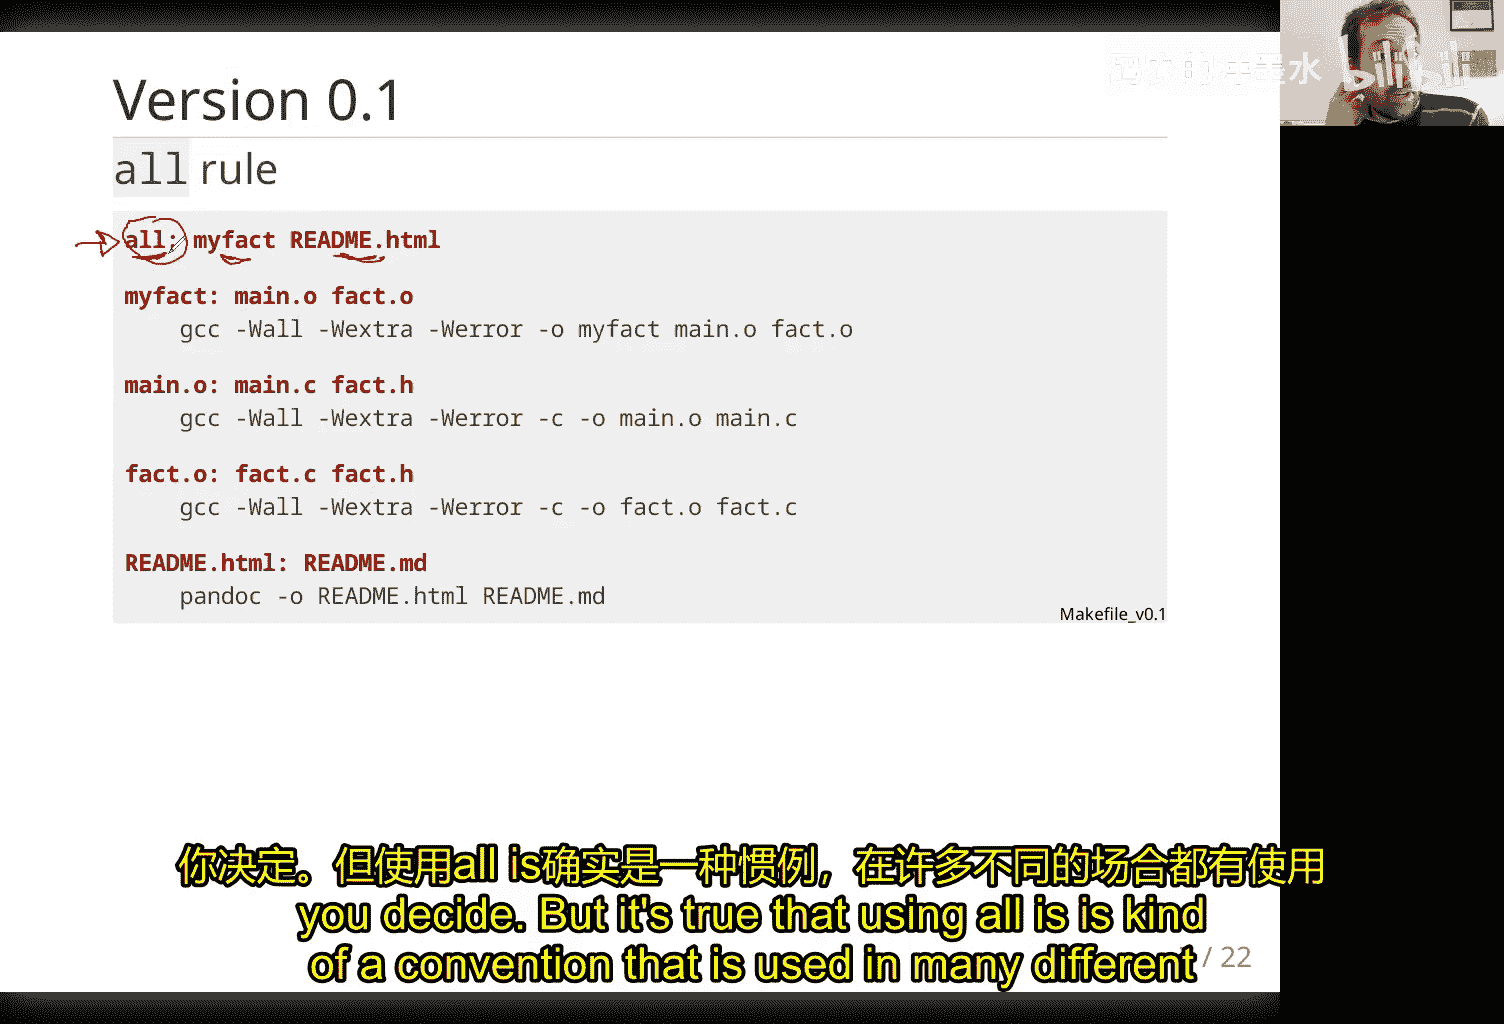 Version 0.1
all rule
all: myfact README.html
myfact: main.o fact.o
gcc -Wall -Wextra -Werror -o myfact main.o fact.o
main.o: main.c fact.h
gcc -Wall -Wextra -Werror -c -o main.o main.c
fact.o: fact.c fact.h
gcc -Wall -Wextra -Werror -c -o fact.o fact.c
README.html: README.md
pandoc -o README.html README.md
Makefile_v0.1
你决定。但使用all is确实是一种惯例，在许多不同的场合都有使用
you decide. But it's true that using all is is kind
of a convention that is used in many different
/ 22
bilibili